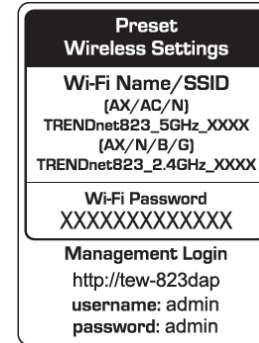 Preset
Wireless Settings
Wi-Fi Name/SSID
(AX/AC/N)
TRENDnet823_5GHz_XXXX
(AX/N/B/G)
TRENDnet823_2.4GHz_XXXX
Wi-Fi Password
XXXXXXXXXXXXX
Management Login
http://tew-823dap
username: admin
password: admin